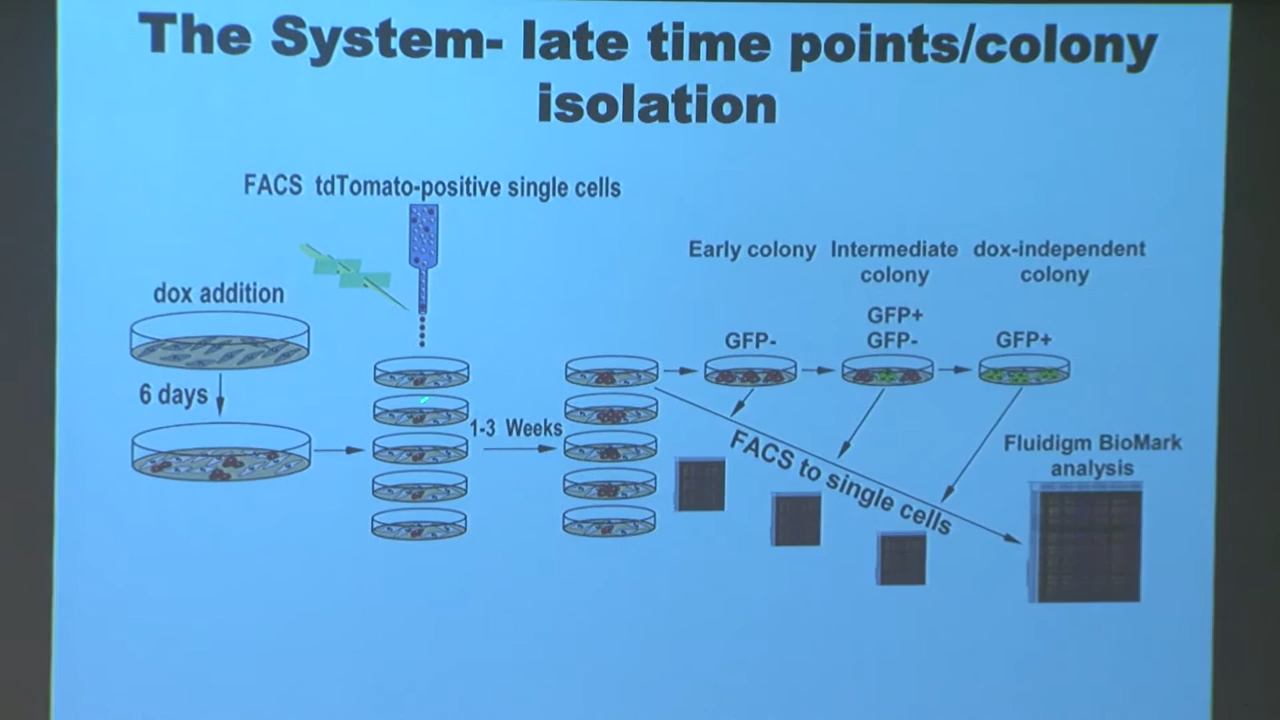 The System- late time points/colony
isolation
FACS tdTomato-positive single cells
dox addition
6 days
1-3 Weeks
Early colony
Intermediate
colony
dox-independent
colony
GFP-
GFP+
GFP-
GFP+
FACS to single cells
Fluidigm BioMark
analysis